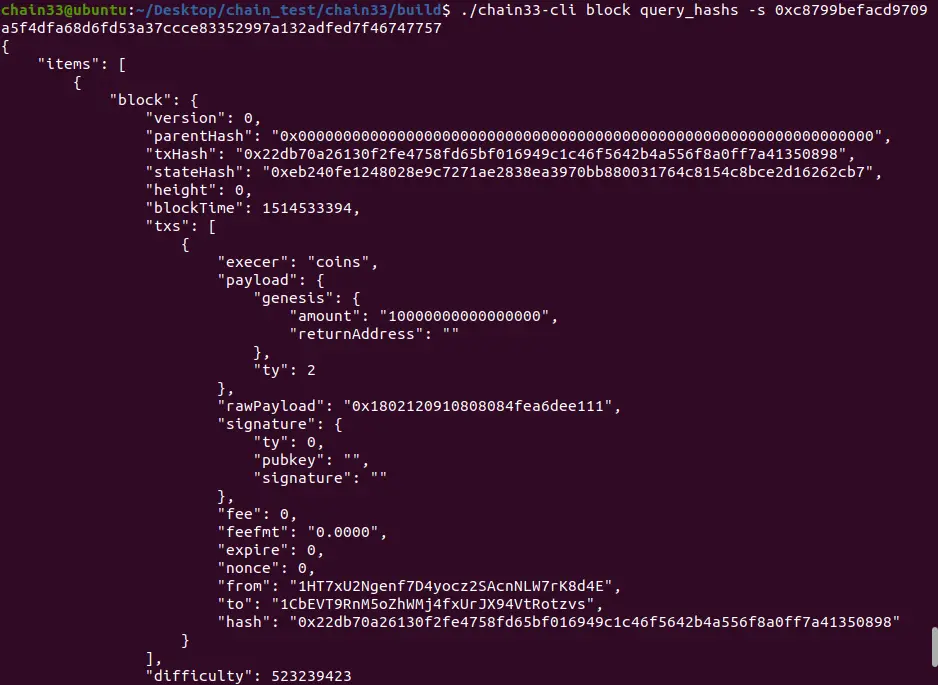 chain33@ubuntu:~/Desktop/chain_test/chain33/build$ ./chain33-cli block query_hashs -s 0xc8799befacd9709
a5f4dfa68d6fd53a37ccce83352997a132adfed7f46747757
{
    "items": [
        {
            "block": {
                "version": 0,
                "parentHash": "0x0000000000000000000000000000000000000000000000000000000000000000",
                "txHash": "0x22db70a26130f2fe4758fd65bf016949c1c46f5642b4a556f8a0ff7a41350898",
                "stateHash": "0xeb240fe1248028e9c7271ae2838ea3970bb880031764c8154c8bce2d16262cb7",
                "height": 0,
                "blockTime": 1514533394,
                "txs": [
                    {
                        "execer": "coins",
                        "payload": {
                            "genesis": {
                                "amount": "10000000000000000",
                                "returnAddress": ""
                            },
                            "ty": 2
                        },
                        "rawPayload": "0x1802120910808084fea6dee111",
                        "signature": {
                            "ty": 0,
                            "pubkey": "",
                            "signature": ""
                        },
                        "fee": 0,
                        "feefmt": "0.0000",
                        "expire": 0,
                        "nonce": 0,
                        "from": "1HT7xU2Ngenf7D4yocz2SAcnNLW7rK8d4E",
                        "to": "1CbEVT9RnM5oZhWMj4fxUrJX94VtRotzvs",
                        "hash": "0x22db70a26130f2fe4758fd65bf016949c1c46f5642b4a556f8a0ff7a41350898"
                    }
                ],
                "difficulty": 523239423